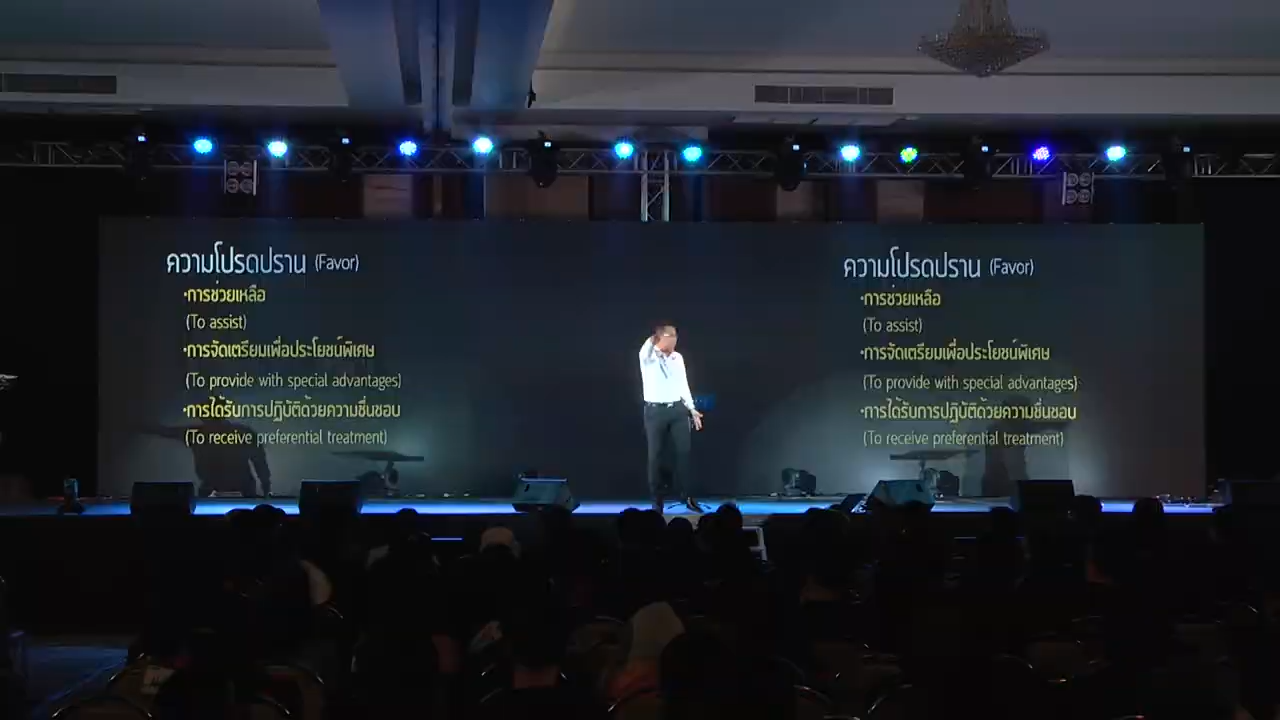 ความโปรดปราน (Favor)
•การช่วยเหลือ
(To assist)
•การจัดเตรียมเพื่อประโยชน์พิเศษ
(To provide with special advantages)
•การได้รับการปฏิบัติด้วยความชื่นชอบ
(To receive preferential treatment)
ความโปรดปราน (Favor)
•การช่วยเหลือ
(To assist)
•การจัดเตรียมเพื่อประโยชน์พิเศษ
(To provide with special advantages)
•การได้รับการปฏิบัติด้วยความชื่นชอบ
(To receive preferential treatment)